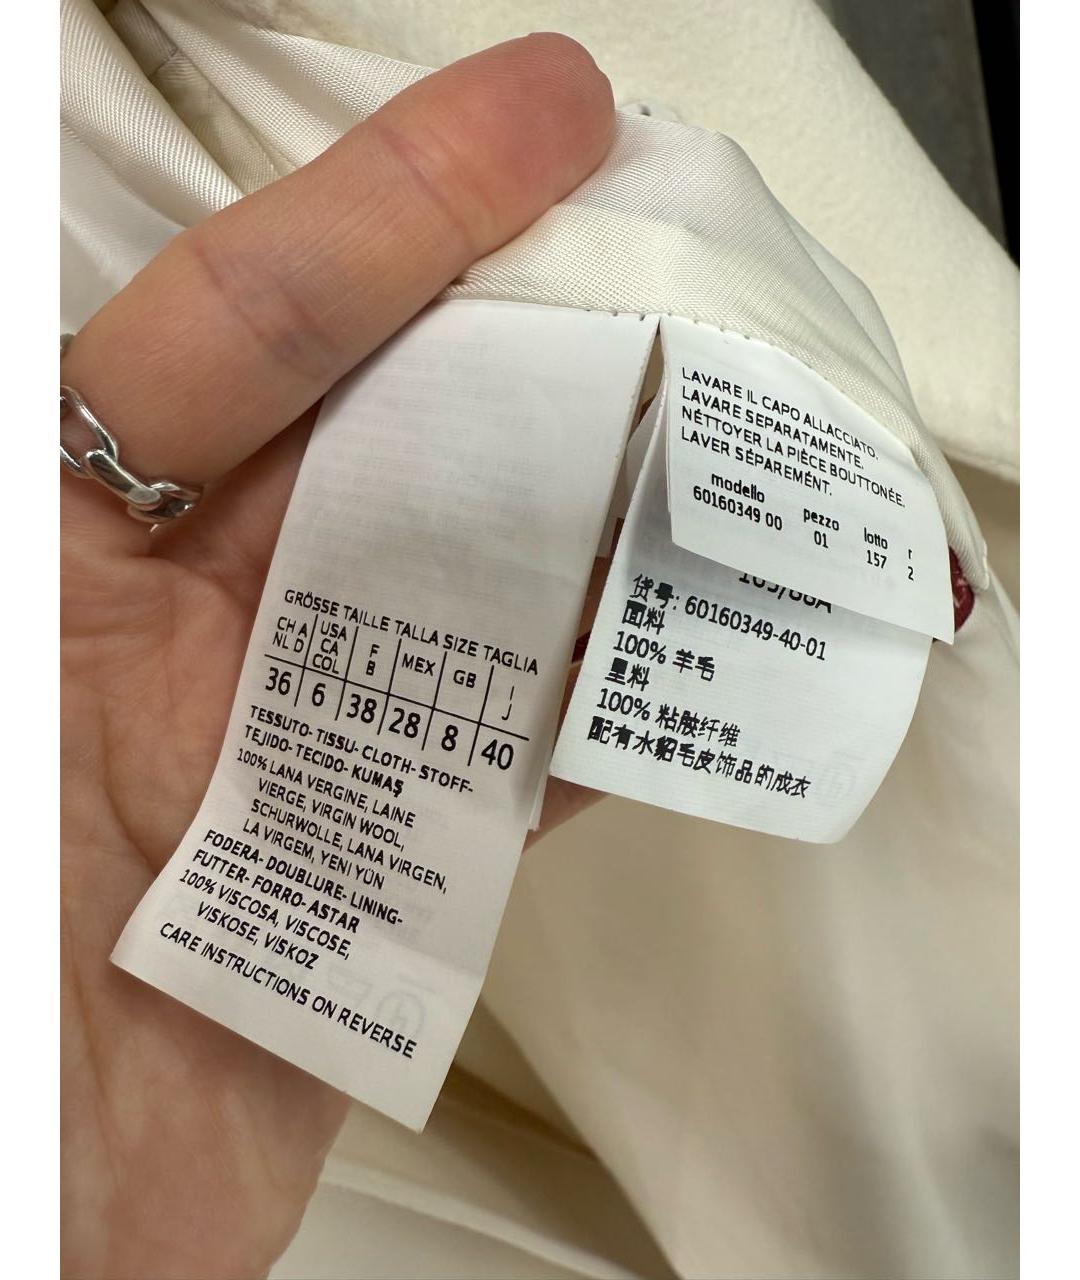 GRÖSSE TAILLE TALLA SIZE TAGLIA
CH A NL D USA CA COL F B MEX GB I J
36 6 38 28 8 40
TESSUTO- TISSU- CLOTH- STOFF-
TEJIDO- TECIDO- KUMAŞ
100% LANA VERGINE, LAINE
VIERGE, VIRGIN WOOL,
SCHURWOLLE, LANA VIRGEN,
LA VIRGEM, YENI YÜN
FODERA- DOUBLURE- LINING-
FUTTER- FORRO- ASTAR
100% VISCOSA, VISCOSE,
VISKOSE, VİSKOZ
CARE INSTRUCTIONS ON REVERSE
LAVARE IL CAPO ALLACCIATO.
LAVARE SEPARATAMENTE.
NÉTTOYER LA PIÈCE BOUTTONÉE.
LAVER SÉPARÉMENT.
modello pezzo lotto r
60160349 00 01 157 2
货号: 60160349-40-01
面料
100% 羊毛
里料
100% 粘胶纤维
配有水貂毛皮饰品的成衣